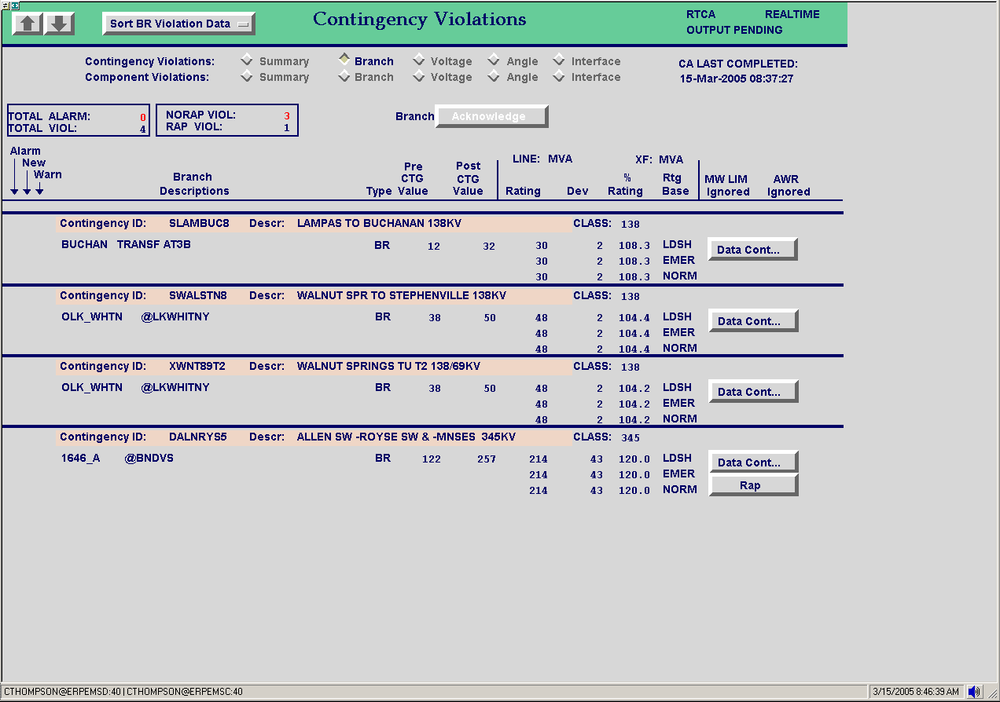 Sort BR Violation Data
Contingency Violations
RTCA REALTIME
OUTPUT PENDING
Contingency Violations: Summary Branch Voltage Angle Interface
Component Violations: Summary Branch Voltage Angle Interface
CA LAST COMPLETED:
15-Mar-2005 08:37:27
TOTAL ALARM: 0
TOTAL VIOL: 4
NORAP VIOL: 3
RAP VIOL: 1
Branch Acknowledge
Alarm
New
Warn
Branch
Descriptions
Type
Pre
CTG
Value
Post
CTG
Value
LINE: MVA XF: MVA
Rating Dev
%
Rating
Rtg
Base
MW LIM
Ignored
AWR
Ignored
Contingency ID: SLAMBUC8 Descr: LAMPAS TO BUCHANAN 138KV CLASS: 138
BUCHAN TRANSF AT3B BR 12 32 30 2 108.3 LDSH Data Cont...
30 2 108.3 EMER
30 2 108.3 NORM
Contingency ID: SWALSTN8 Descr: WALNUT SPR TO STEPHENVILLE 138KV CLASS: 138
OLK_WHTN @LKWHITNY BR 38 50 48 2 104.4 LDSH Data Cont...
48 2 104.4 EMER
48 2 104.4 NORM
Contingency ID: XWNT89T2 Descr: WALNUT SPRINGS TU T2 138/69KV CLASS: 138
OLK_WHTN @LKWHITNY BR 38 50 48 2 104.2 LDSH Data Cont...
48 2 104.2 EMER
48 2 104.2 NORM
Contingency ID: DALNRYS5 Descr: ALLEN SW -ROYSE SW & -MNSES 345KV CLASS: 345
1646_A @BNDVS BR 122 257 214 43 120.0 LDSH Data Cont...
214 43 120.0 EMER Rap
214 43 120.0 NORM
CTHOMPSON@ERPEMSD:40 | CTHOMPSON@ERPEMSC:40 3/15/2005 8:46:39 AM